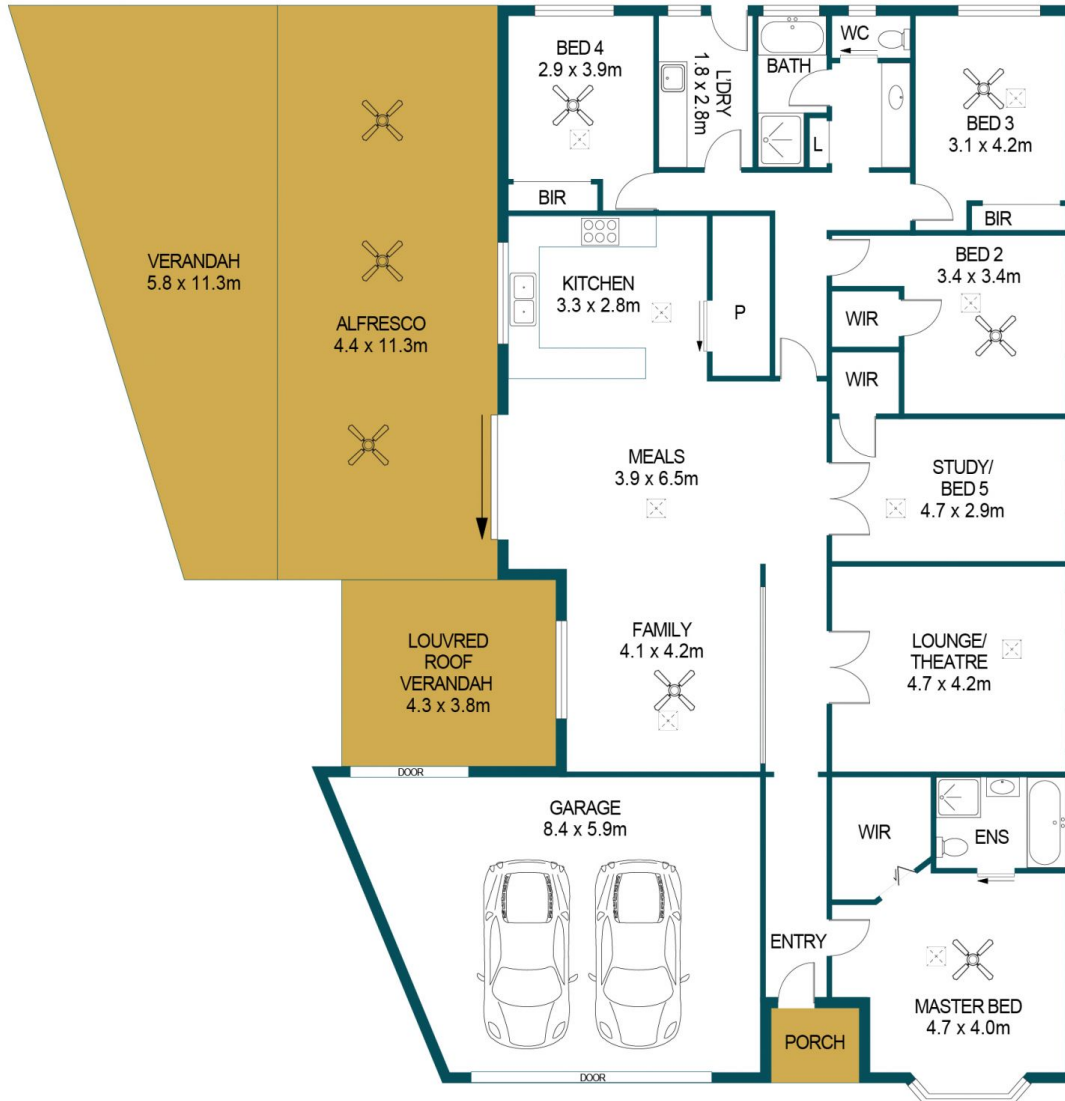 BED 4
2.9 x 3.9m
L'DRY
1.8 x 2.8m
BATH
WC
L
BED 3
3.1 x 4.2m
BIR
BIR
VERANDAH
5.8 x 11.3m
ALFRESCO
4.4 x 11.3m
KITCHEN
3.3 x 2.8m
P
BED 2
3.4 x 3.4m
WIR
WIR
MEALS
3.9 x 6.5m
STUDY/
BED 5
4.7 x 2.9m
LOUVRED
ROOF
VERANDAH
4.3 x 3.8m
FAMILY
4.1 x 4.2m
LOUNGE/
THEATRE
4.7 x 4.2m
DOOR
GARAGE
8.4 x 5.9m
WIR
ENS
ENTRY
MASTER BED
4.7 x 4.0m
PORCH
DOOR